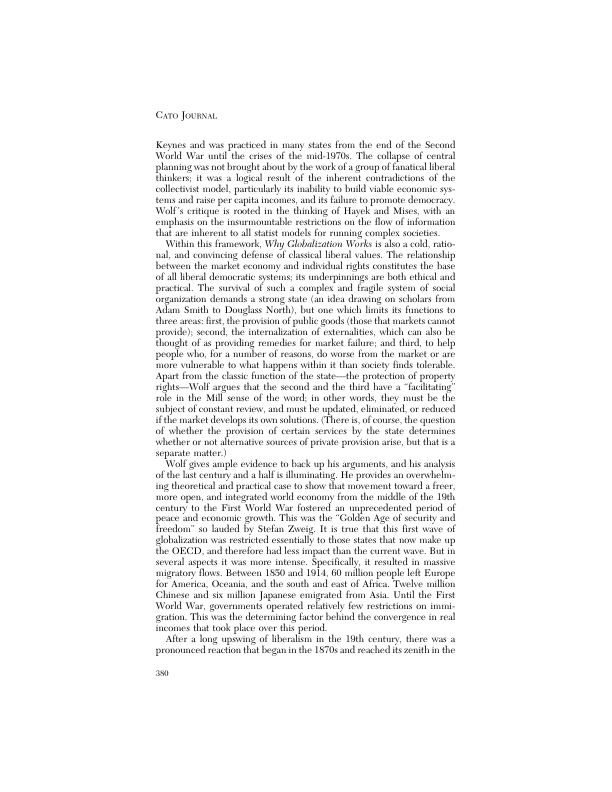 CATO JOURNAL
Keynes and was practiced in many states from the end of the Second
World War until the crises of the mid-1970s. The collapse of central
planning was not brought about by the work of a group of fanatical liberal
thinkers; it was a logical result of the inherent contradictions of the
collectivist model, particularly its inability to build viable economic sys-
tems and raise per capita incomes, and its failure to promote democracy.
Wolf's critique is rooted in the thinking of Hayek and Mises, with an
emphasis on the insurmountable restrictions on the flow of information
that are inherent to all statist models for running complex societies.
Within this framework, Why Globalization Works is also a cold, ratio-
nal, and convincing defense of classical liberal values. The relationship
between the market economy and individual rights constitutes the base
of all liberal democratic systems; its underpinnings are both ethical and
practical. The survival of such a complex and fragile system of social
organization demands a strong state (an idea drawing on scholars from
Adam Smith to Douglass North), but one which limits its functions to
three areas: first, the provision of public goods (those that markets cannot
provide); second, the internalization of externalities, which can also be
thought of as providing remedies for market failure; and third, to help
people who, for a number of reasons, do worse from the market or are
more vulnerable to what happens within it than society finds tolerable.
Apart from the classic function of the state—the protection of property
rights—Wolf argues that the second and the third have a “facilitating”
role in the Mill sense of the word; in other words, they must be the
subject of constant review, and must be updated, eliminated, or reduced
if the market develops its own solutions. (There is, of course, the question
of whether the provision of certain services by the state determines
whether or not alternative sources of private provision arise, but that is a
separate matter.)
Wolf gives ample evidence to back up his arguments, and his analysis
of the last century and a half is illuminating. He provides an overwhelm-
ing theoretical and practical case to show that movement toward a freer,
more open, and integrated world economy from the middle of the 19th
century to the First World War fostered an unprecedented period of
peace and economic growth. This was the “Golden Age of security and
freedom” so lauded by Stefan Zweig. It is true that this first wave of
globalization was restricted essentially to those states that now make up
the OECD, and therefore had less impact than the current wave. But in
several aspects it was more intense. Specifically, it resulted in massive
migratory flows. Between 1850 and 1914, 60 million people left Europe
for America, Oceania, and the south and east of Africa. Twelve million
Chinese and six million Japanese emigrated from Asia. Until the First
World War, governments operated relatively few restrictions on immi-
gration. This was the determining factor behind the convergence in real
incomes that took place over this period.
After a long upswing of liberalism in the 19th century, there was a
pronounced reaction that began in the 1870s and reached its zenith in the
380